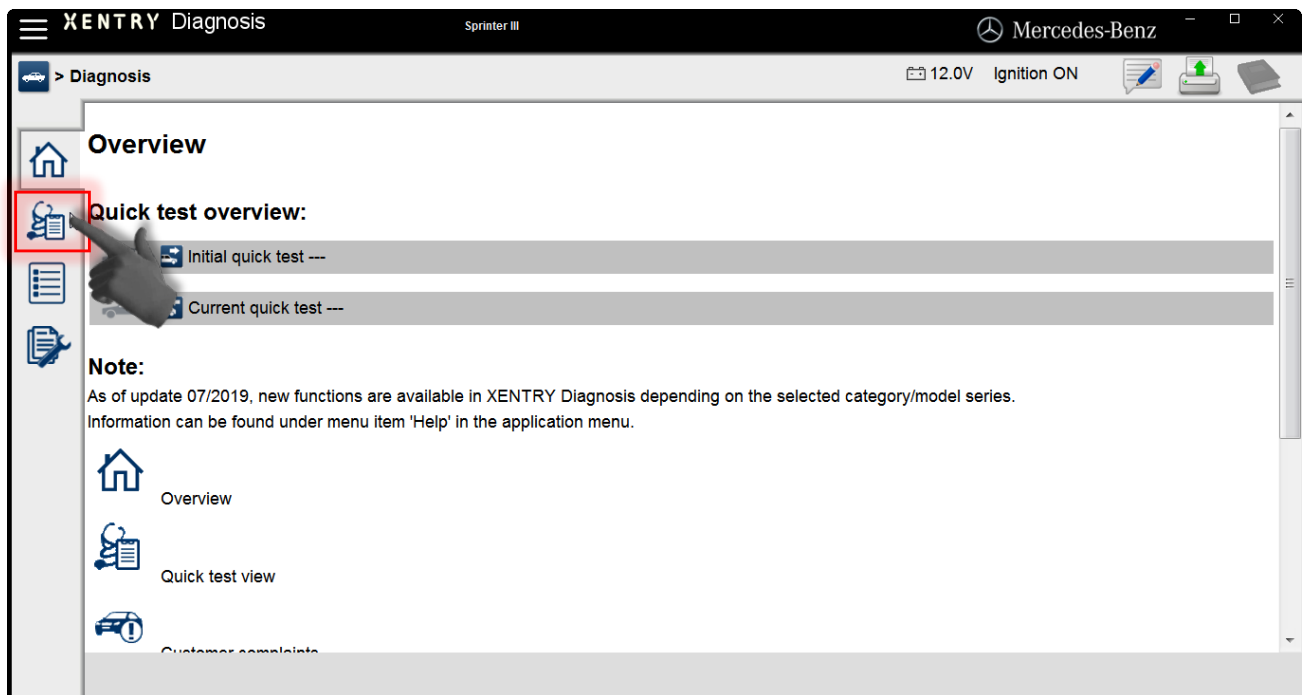 XENTRY Diagnosis
Sprinter III
Mercedes-Benz
> Diagnosis
12.0V
Ignition ON
Overview
Quick test overview:
Initial quick test ---
Current quick test ---
Note:
As of update 07/2019, new functions are available in XENTRY Diagnosis depending on the selected category/model series.
Information can be found under menu item 'Help' in the application menu.
Overview
Quick test view
Customer complaints